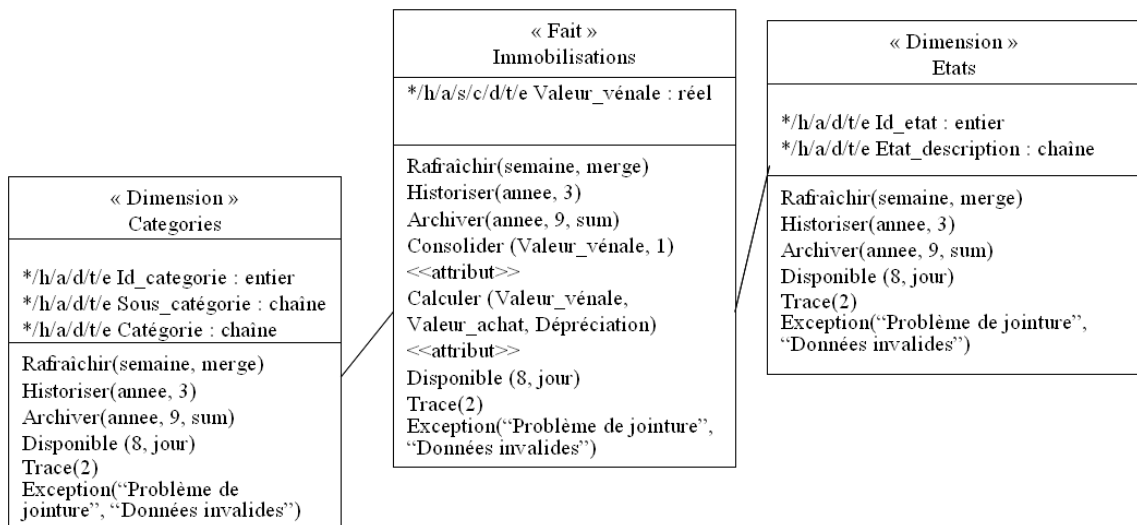 « Dimension »
Categories
*/h/a/d/t/e Id_categorie : entier
*/h/a/d/t/e Sous_catégorie : chaîne
*/h/a/d/t/e Catégorie : chaîne
Rafraîchir(semaine, merge)
Historiser(annee, 3)
Archiver(annee, 9, sum)
Disponible (8, jour)
Trace(2)
Exception(“Problème de
jointure”, “Données invalides”)
« Fait »
Immobilisations
*/h/a/s/c/d/t/e Valeur_vénale : réel
Rafraîchir(semaine, merge)
Historiser(annee, 3)
Archiver(annee, 9, sum)
Consolider (Valeur_vénale, 1)
<<attribut>>
Calculer (Valeur_vénale,
Valeur_achat, Dépréciation)
<<attribut>>
Disponible (8, jour)
Trace(2)
Exception(“Problème de jointure”,
“Données invalides”)
« Dimension »
Etats
*/h/a/d/t/e Id_etat : entier
*/h/a/d/t/e Etat_description : chaîne
Rafraîchir(semaine, merge)
Historiser(annee, 3)
Archiver(annee, 9, sum)
Disponible (8, jour)
Trace(2)
Exception(“Problème de jointure”,
“Données invalides”)